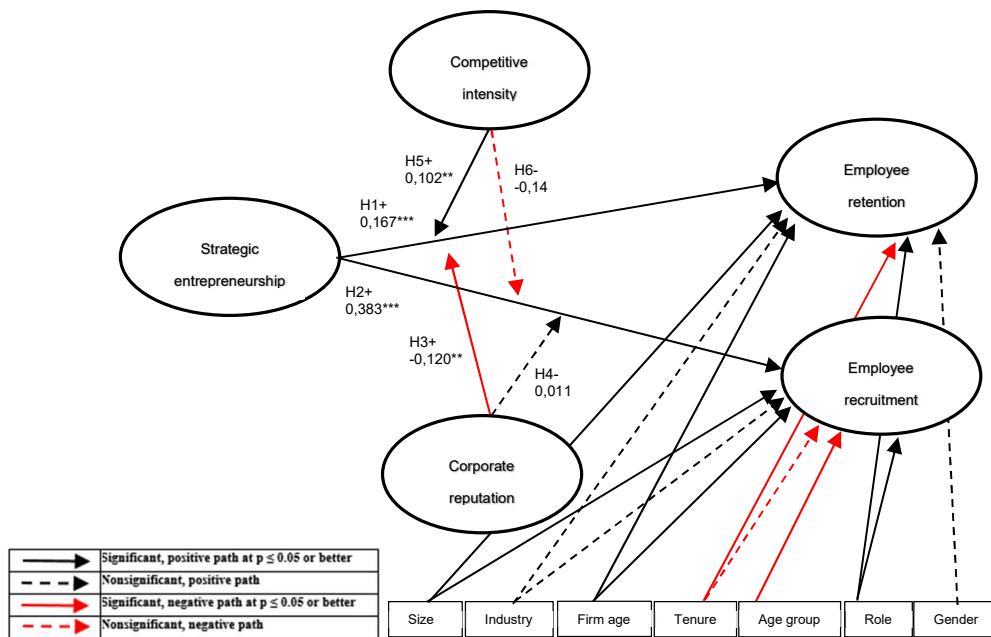 Competitive
intensity
H5+
0,102**
H6-
-0,14
H1+
0,167***
Employee
retention
Strategic
entrepreneurship
H2+
0,383***
H3+
-0,120**
H4-
0,011
Employee
recruitment
Corporate
reputation
Significant, positive path at p ≤ 0.05 or better
Nonsignificant, positive path
Significant, negative path at p ≤ 0.05 or better
Nonsignificant, negative path
Size Industry Firm age Tenure Age group Role Gender